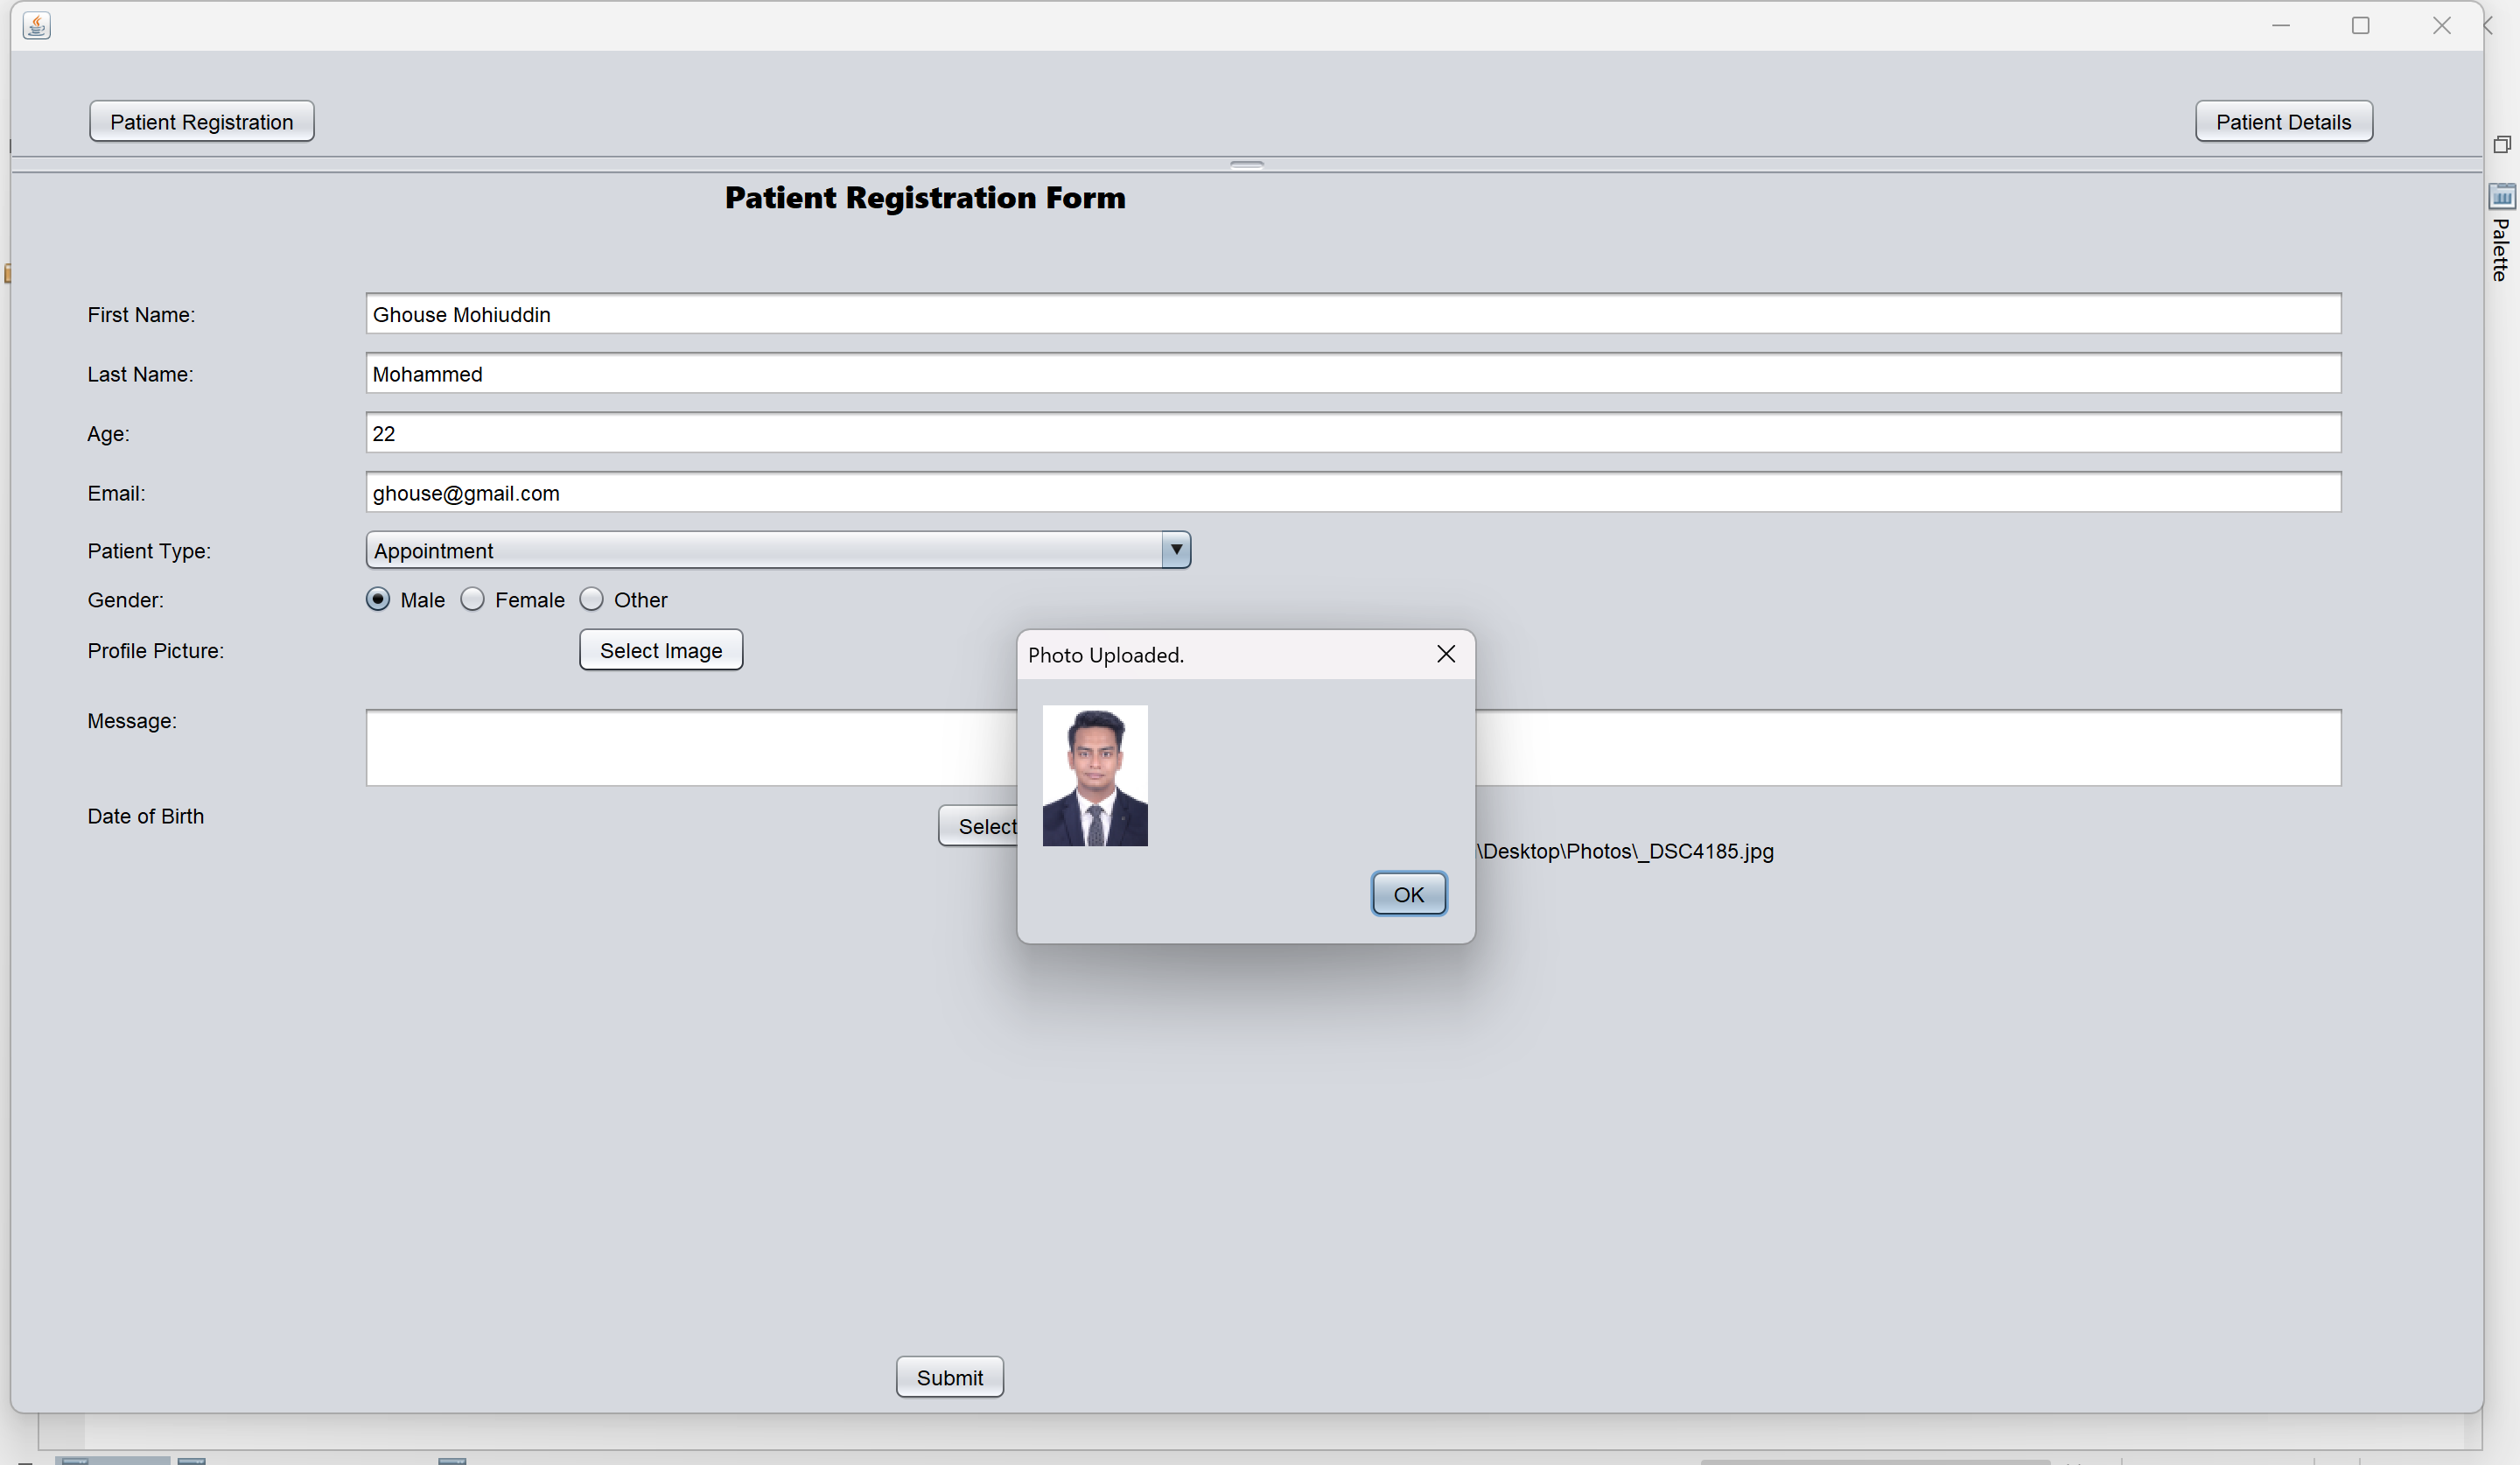 Patient Registration
Patient Details
Palette
Patient Registration Form
First Name:
Ghouse Mohiuddin
Last Name:
Mohammed
Age:
22
Email:
ghouse@gmail.com
Patient Type:
Appointment
Gender:
Male Female Other
Profile Picture:
Select Image
Photo Uploaded.
Message:
Date of Birth
Select
\Desktop\Photos\_DSC4185.jpg
OK
Submit